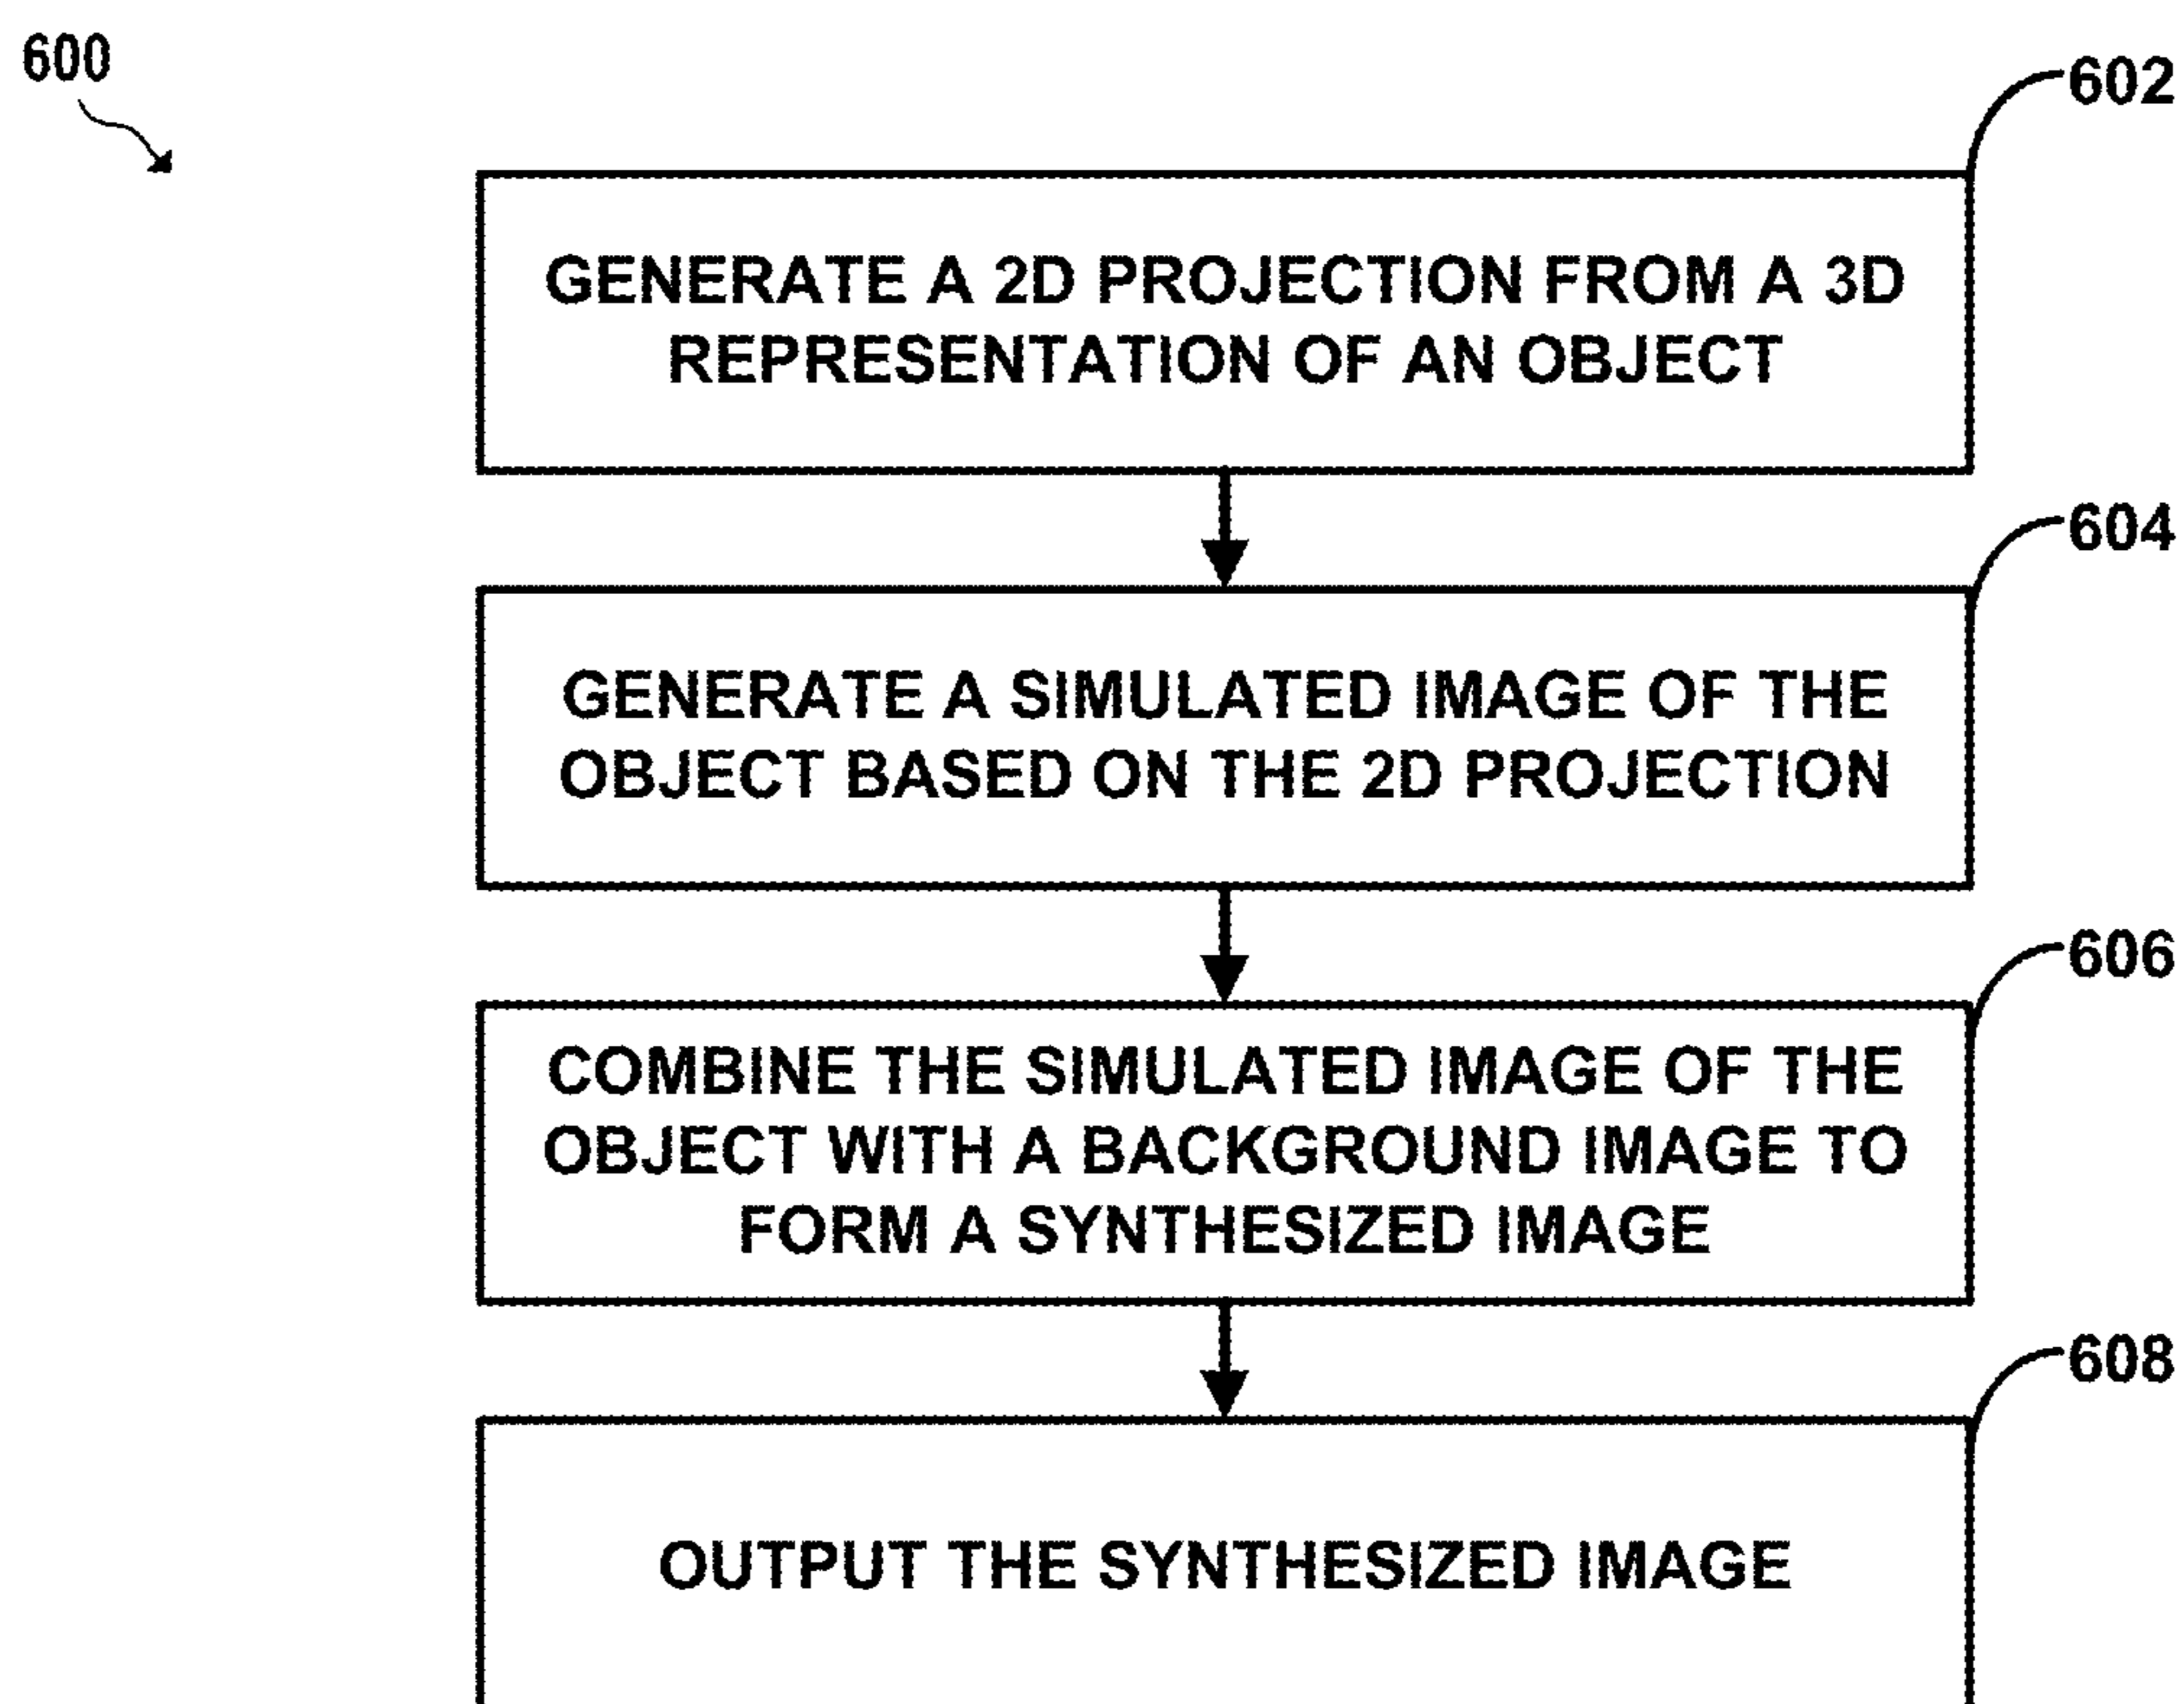 600
602
GENERATE A 2D PROJECTION FROM A 3D
REPRESENTATION OF AN OBJECT
604
GENERATE A SIMULATED IMAGE OF THE
OBJECT BASED ON THE 2D PROJECTION
606
COMBINE THE SIMULATED IMAGE OF THE
OBJECT WITH A BACKGROUND IMAGE TO
FORM A SYNTHESIZED IMAGE
608
OUTPUT THE SYNTHESIZED IMAGE